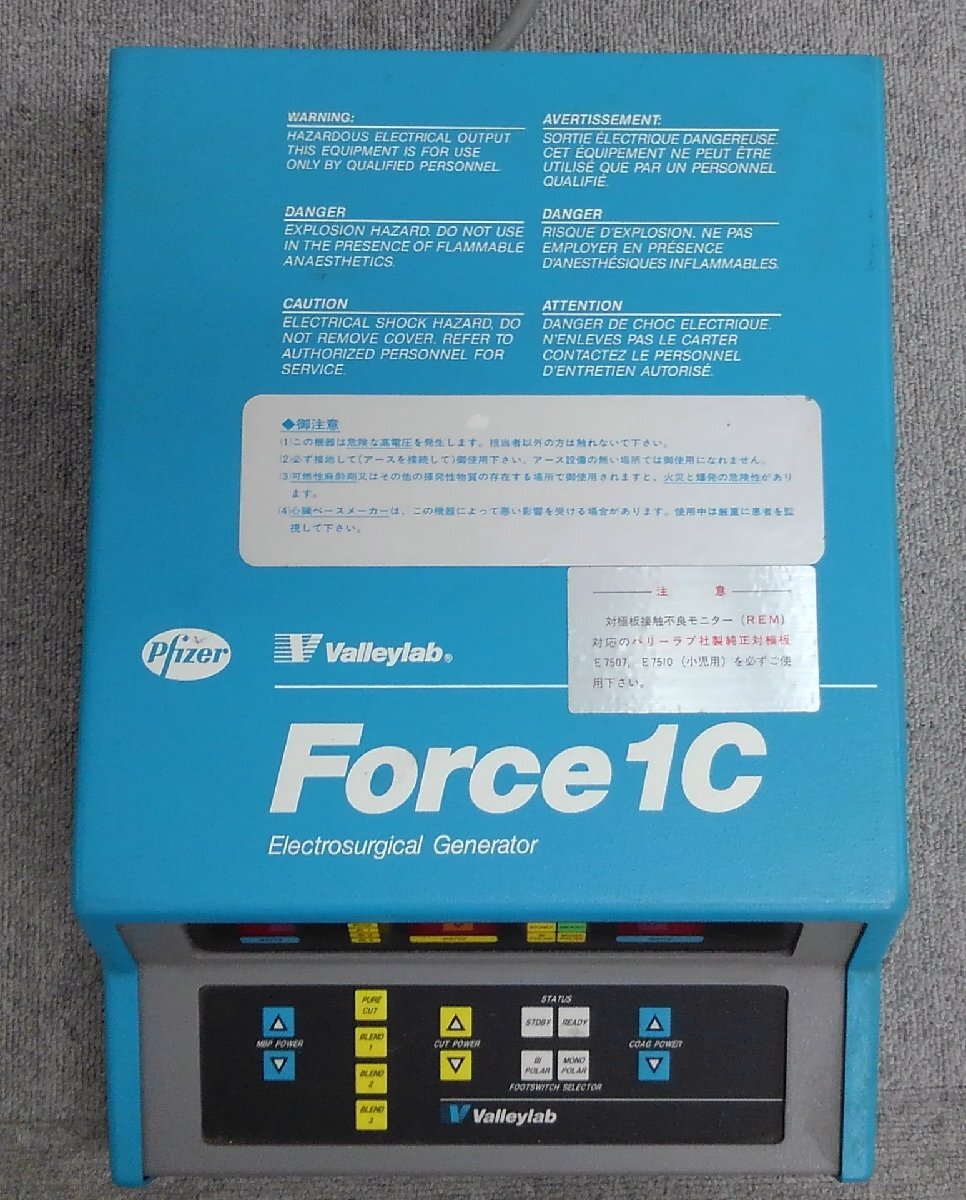 WARNING:
HAZARDOUS ELECTRICAL OUTPUT
THIS EQUIPMENT IS FOR USE
ONLY BY QUALIFIED PERSONNEL
AVERTISSEMENT:
SORTIE ÉLECTRIQUE DANGEREUSE.
CET ÉQUIPEMENT NE PEUT ÊTRE
UTILISÉ QUE PAR UN PERSONNEL
QUALIFIÉ.
DANGER
EXPLOSION HAZARD. DO NOT USE
IN THE PRESENCE OF FLAMMABLE
ANAESTHETICS.
DANGER
RISQUE D'EXPLOSION. NE PAS
EMPLOYER EN PRÉSENCE
D'ANESTHÉSIQUES INFLAMMABLES.
CAUTION
ELECTRICAL SHOCK HAZARD, DO
NOT REMOVE COVER. REFER TO
AUTHORIZED PERSONNEL FOR
SERVICE.
ATTENTION
DANGER DE CHOC ELECTRIQUE.
N'ENLEVES PAS LE CARTER
CONTACTEZ LE PERSONNEL
D'ENTRETIEN AUTORISÉ.
◆御注意
(1)この機器は危険な高電圧を発生します。担当者以外の方は触れないで下さい。
(2)必ず接地して(アースを接続して)御使用下さい。アース設備の無い場所では御使用になれません。
(3)可燃性麻酔剤又はその他の揮発性物質の存在する場所で御使用されますと、火災と爆発の危険性があり
ます。
(4)心臓ペースメーカーは、この機器によって悪い影響を受ける場合があります。使用中は厳重に患者を監
視して下さい。
注 意
対極板接触不良モニター(REM)
対応のバリーラブ社製純正対極板
E7507, E7510(小児用)を必ずご使
用下さい。
Pfizer
Valleylab®
Force 1C
Electrosurgical Generator
PURE
CUT
BLEND
1
BLEND
2
BLEND
3
MBP POWER
CUT POWER
STATUS
STDBY
READY
BI
POLAR
MONO
POLAR
FOOTSWITCH SELECTOR
COAG POWER
Valleylab